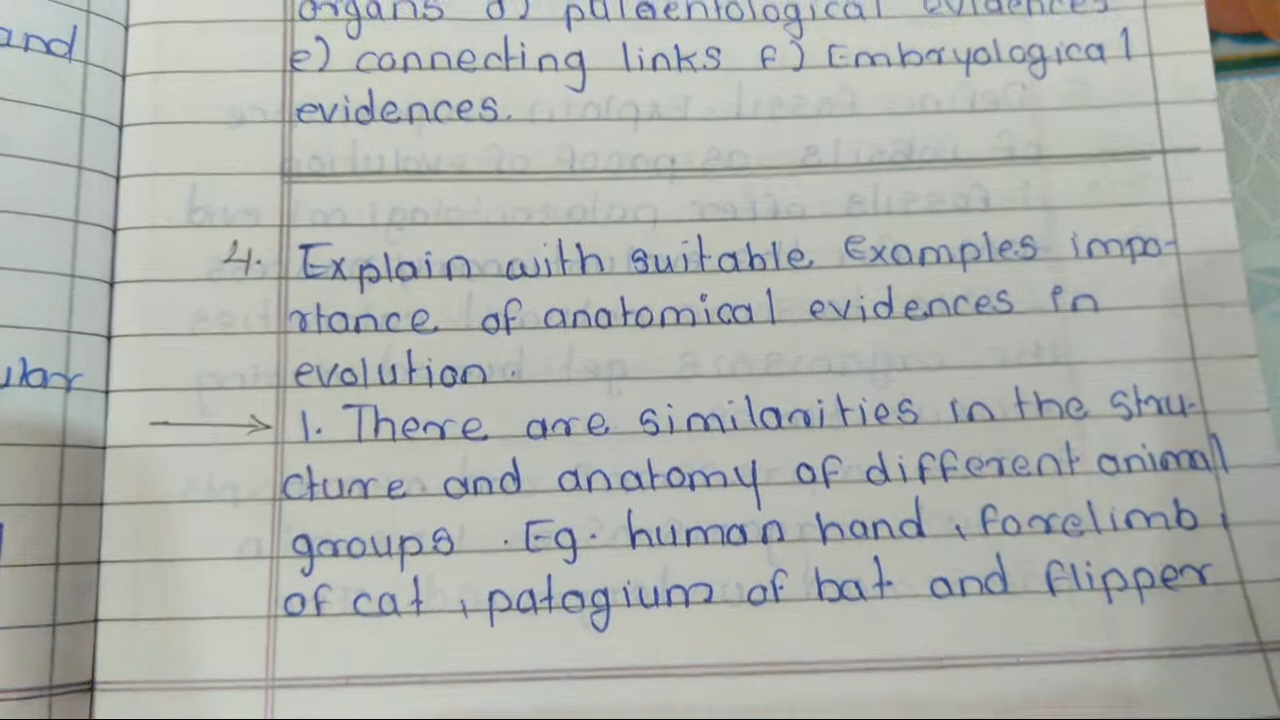 organs d) palaentological evidences
and
e) connecting links f) Embryological
evidences.
4. Explain with suitable examples impo-
rtance of anatomical evidences in
evolution.
→ 1. There are similarities in the stru-
cture and anatomy of different animal
groups. Eg. human hand, forelimb
of cat, patagium of bat and flipper